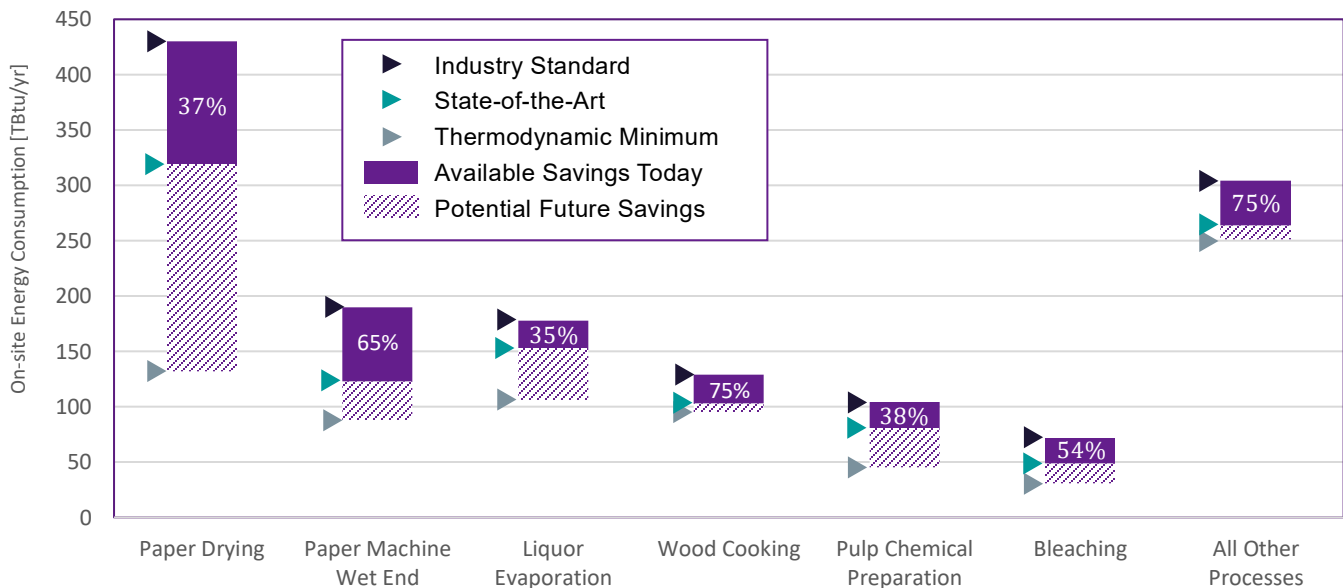 On-site Energy Consumption [TBtu/yr]
450
400
350
300
250
200
150
100
50
0
Industry Standard
State-of-the-Art
Thermodynamic Minimum
Available Savings Today
Potential Future Savings
37%
65%
35%
75%
38%
54%
75%
Paper Drying
Paper Machine
Wet End
Liquor
Evaporation
Wood Cooking
Pulp Chemical
Preparation
Bleaching
All Other
Processes